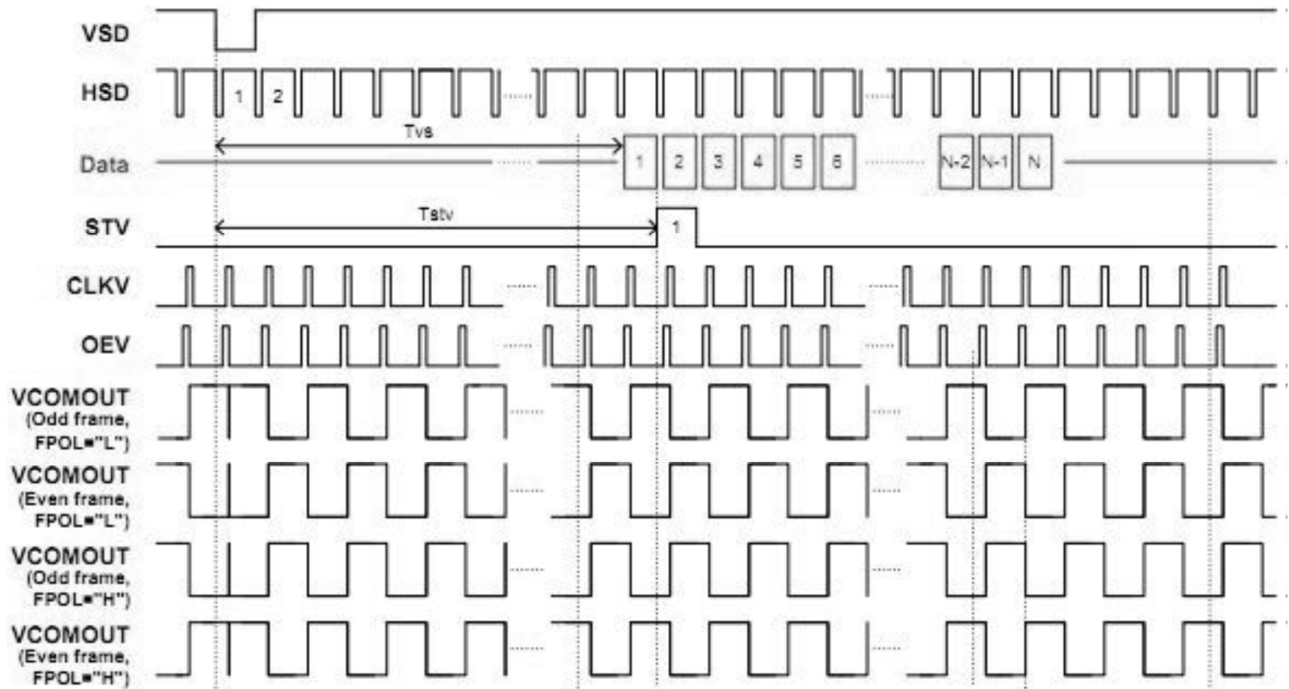 VSD
HSD
1 2
Tvs
Data
1 2 3 4 5 6 N-2 N-1 N
Tstv
STV
1
CLKV
OEV
VCOMOUT
(Odd frame,
FPOL="L")
VCOMOUT
(Even frame,
FPOL="L")
VCOMOUT
(Odd frame,
FPOL="H")
VCOMOUT
(Even frame,
FPOL="H")